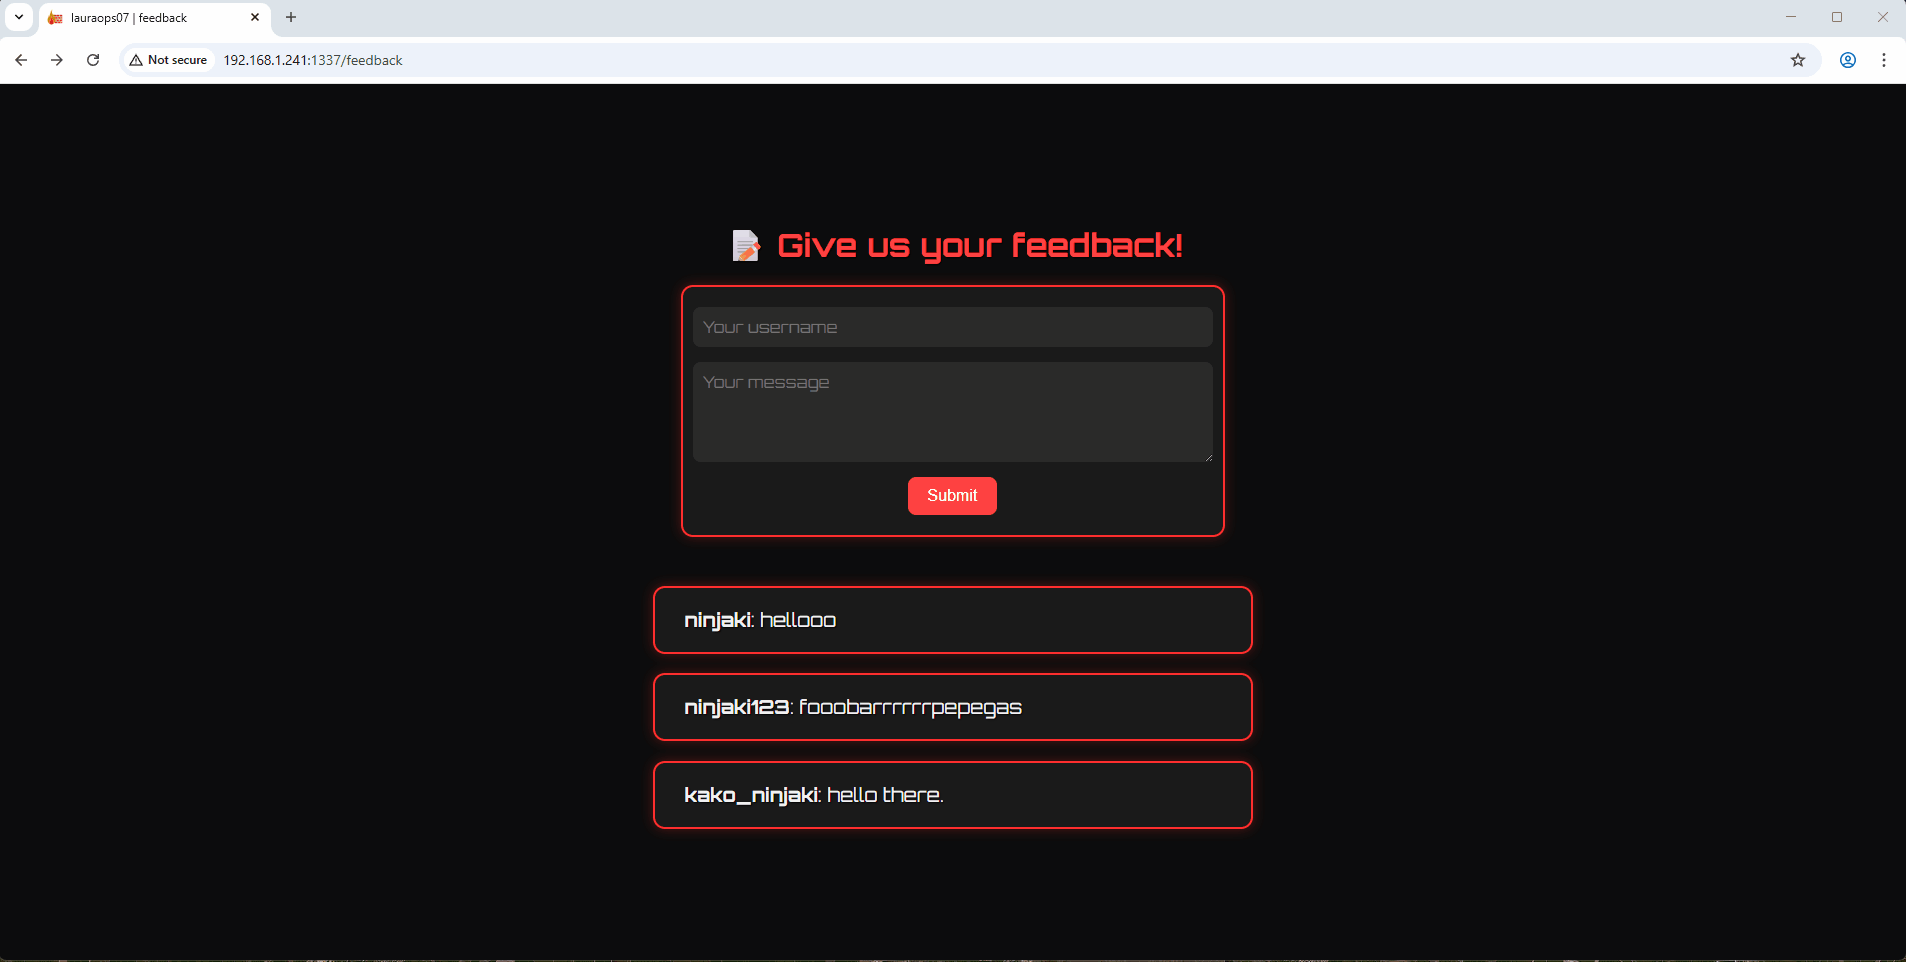 lauraops07 | feedback
Not secure
192.168.1.241:1337/feedback
Give us your feedback!
Your username
Your message
Submit
ninjaki: hellooo
ninjaki123: fooobarrrrrrpepegas
kako_ninjaki: hello there.